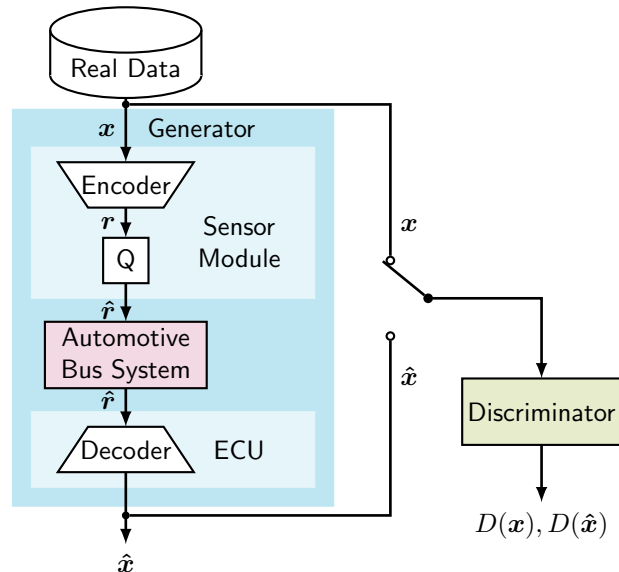 Real Data
x
Generator
Encoder
r
Sensor
Module
Q
x
r̂
Automotive
Bus System
x̂
r̂
Discriminator
Decoder
ECU
D(x), D(x̂)
x̂